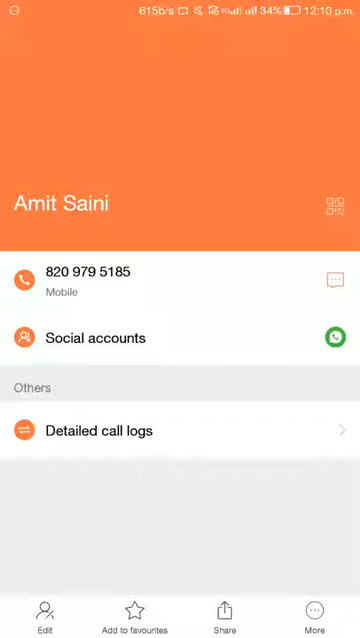 615b/s 4G 34% 12:10 p.m.
Amit Saini
820 979 5185
Mobile
Social accounts
Others
Detailed call logs
Edit Add to favourites Share More